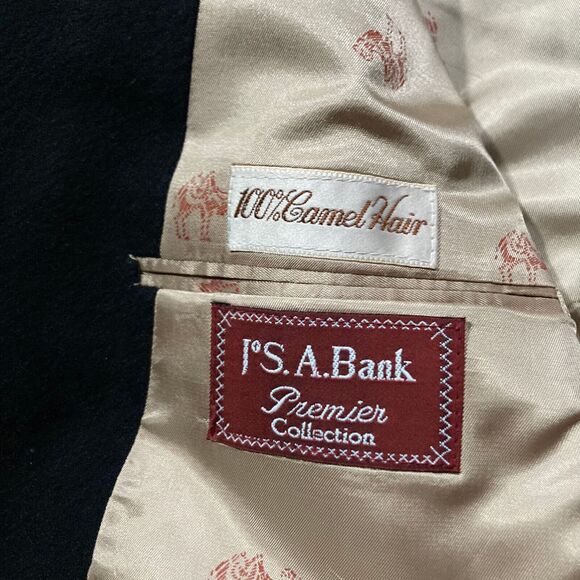 100% Camel Hair
JoS. A. Bank
Premier
Collection